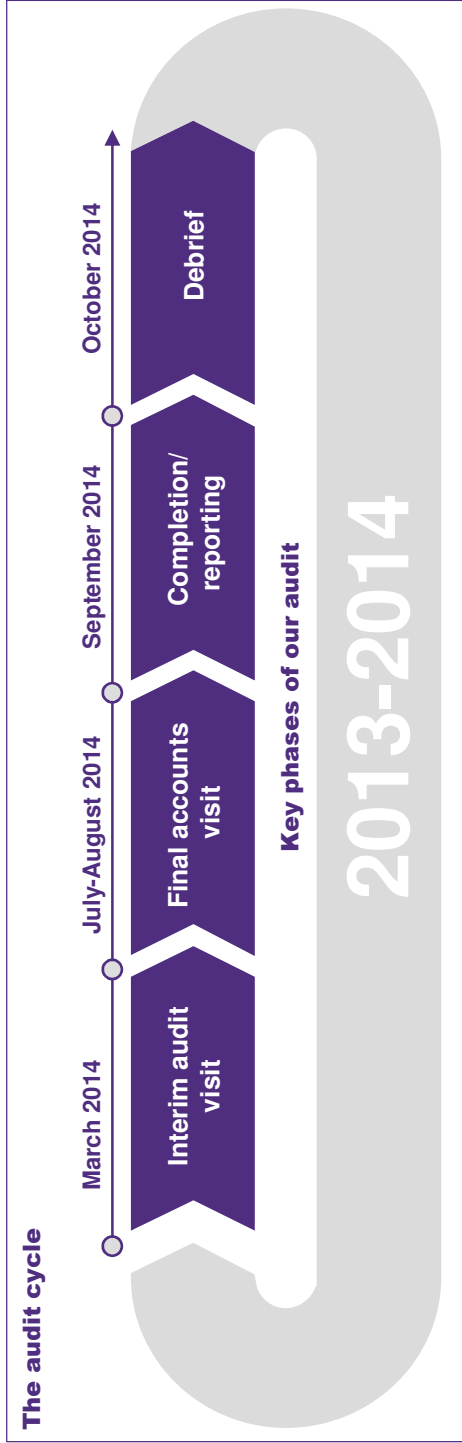 The audit cycle
March 2014
July-August 2014
September 2014
October 2014
Interim audit
visit
Final accounts
visit
Completion/
reporting
Debrief
Key phases of our audit
2013-2014